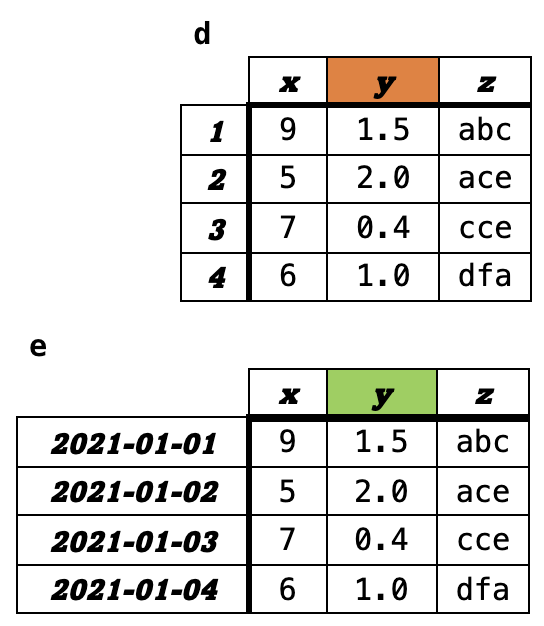 d
x y z
1 9 1.5 abc
2 5 2.0 ace
3 7 0.4 cce
4 6 1.0 dfa
e
x y z
2021-01-01 9 1.5 abc
2021-01-02 5 2.0 ace
2021-01-03 7 0.4 cce
2021-01-04 6 1.0 dfa